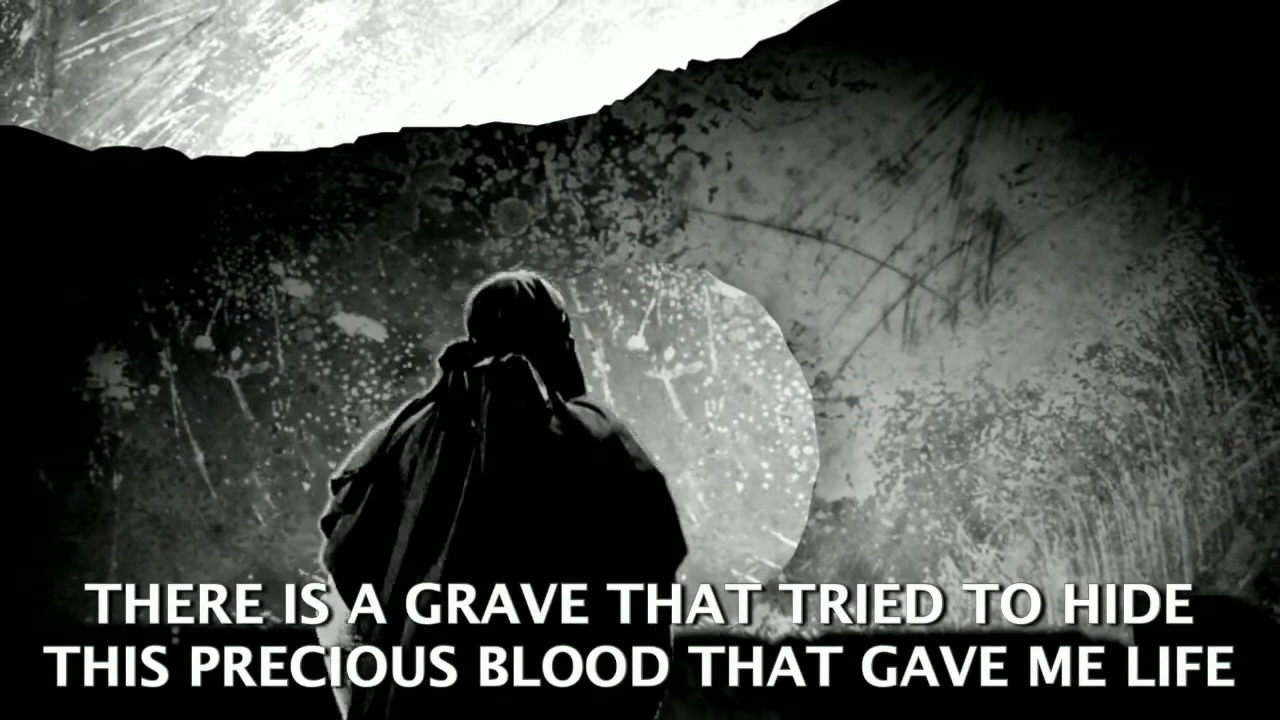 THERE IS A GRAVE THAT TRIED TO HIDE
THIS PRECIOUS BLOOD THAT GAVE ME LIFE